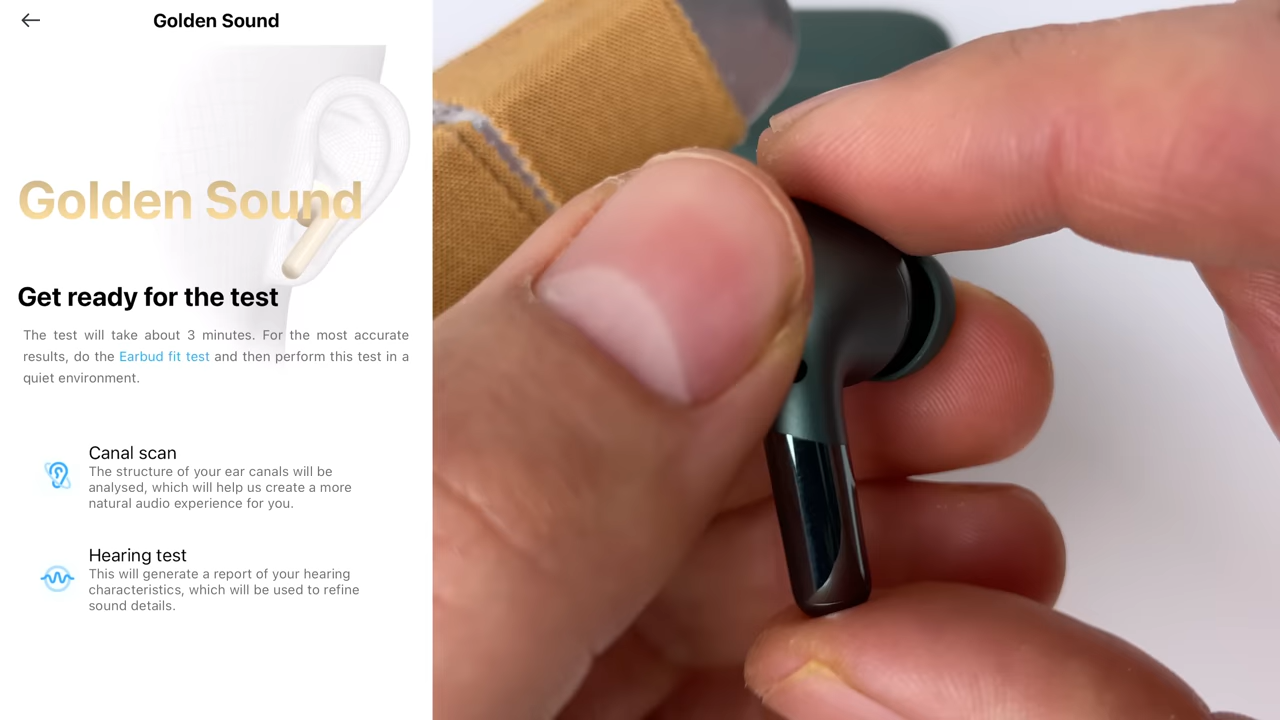 Golden Sound
Golden Sound
Get ready for the test
The test will take about 3 minutes. For the most accurate
results, do the Earbud fit test and then perform this test in a
quiet environment.
Canal scan
The structure of your ear canals will be
analysed, which will help us create a more
natural audio experience for you.
Hearing test
This will generate a report of your hearing
characteristics, which will be used to refine
sound details.